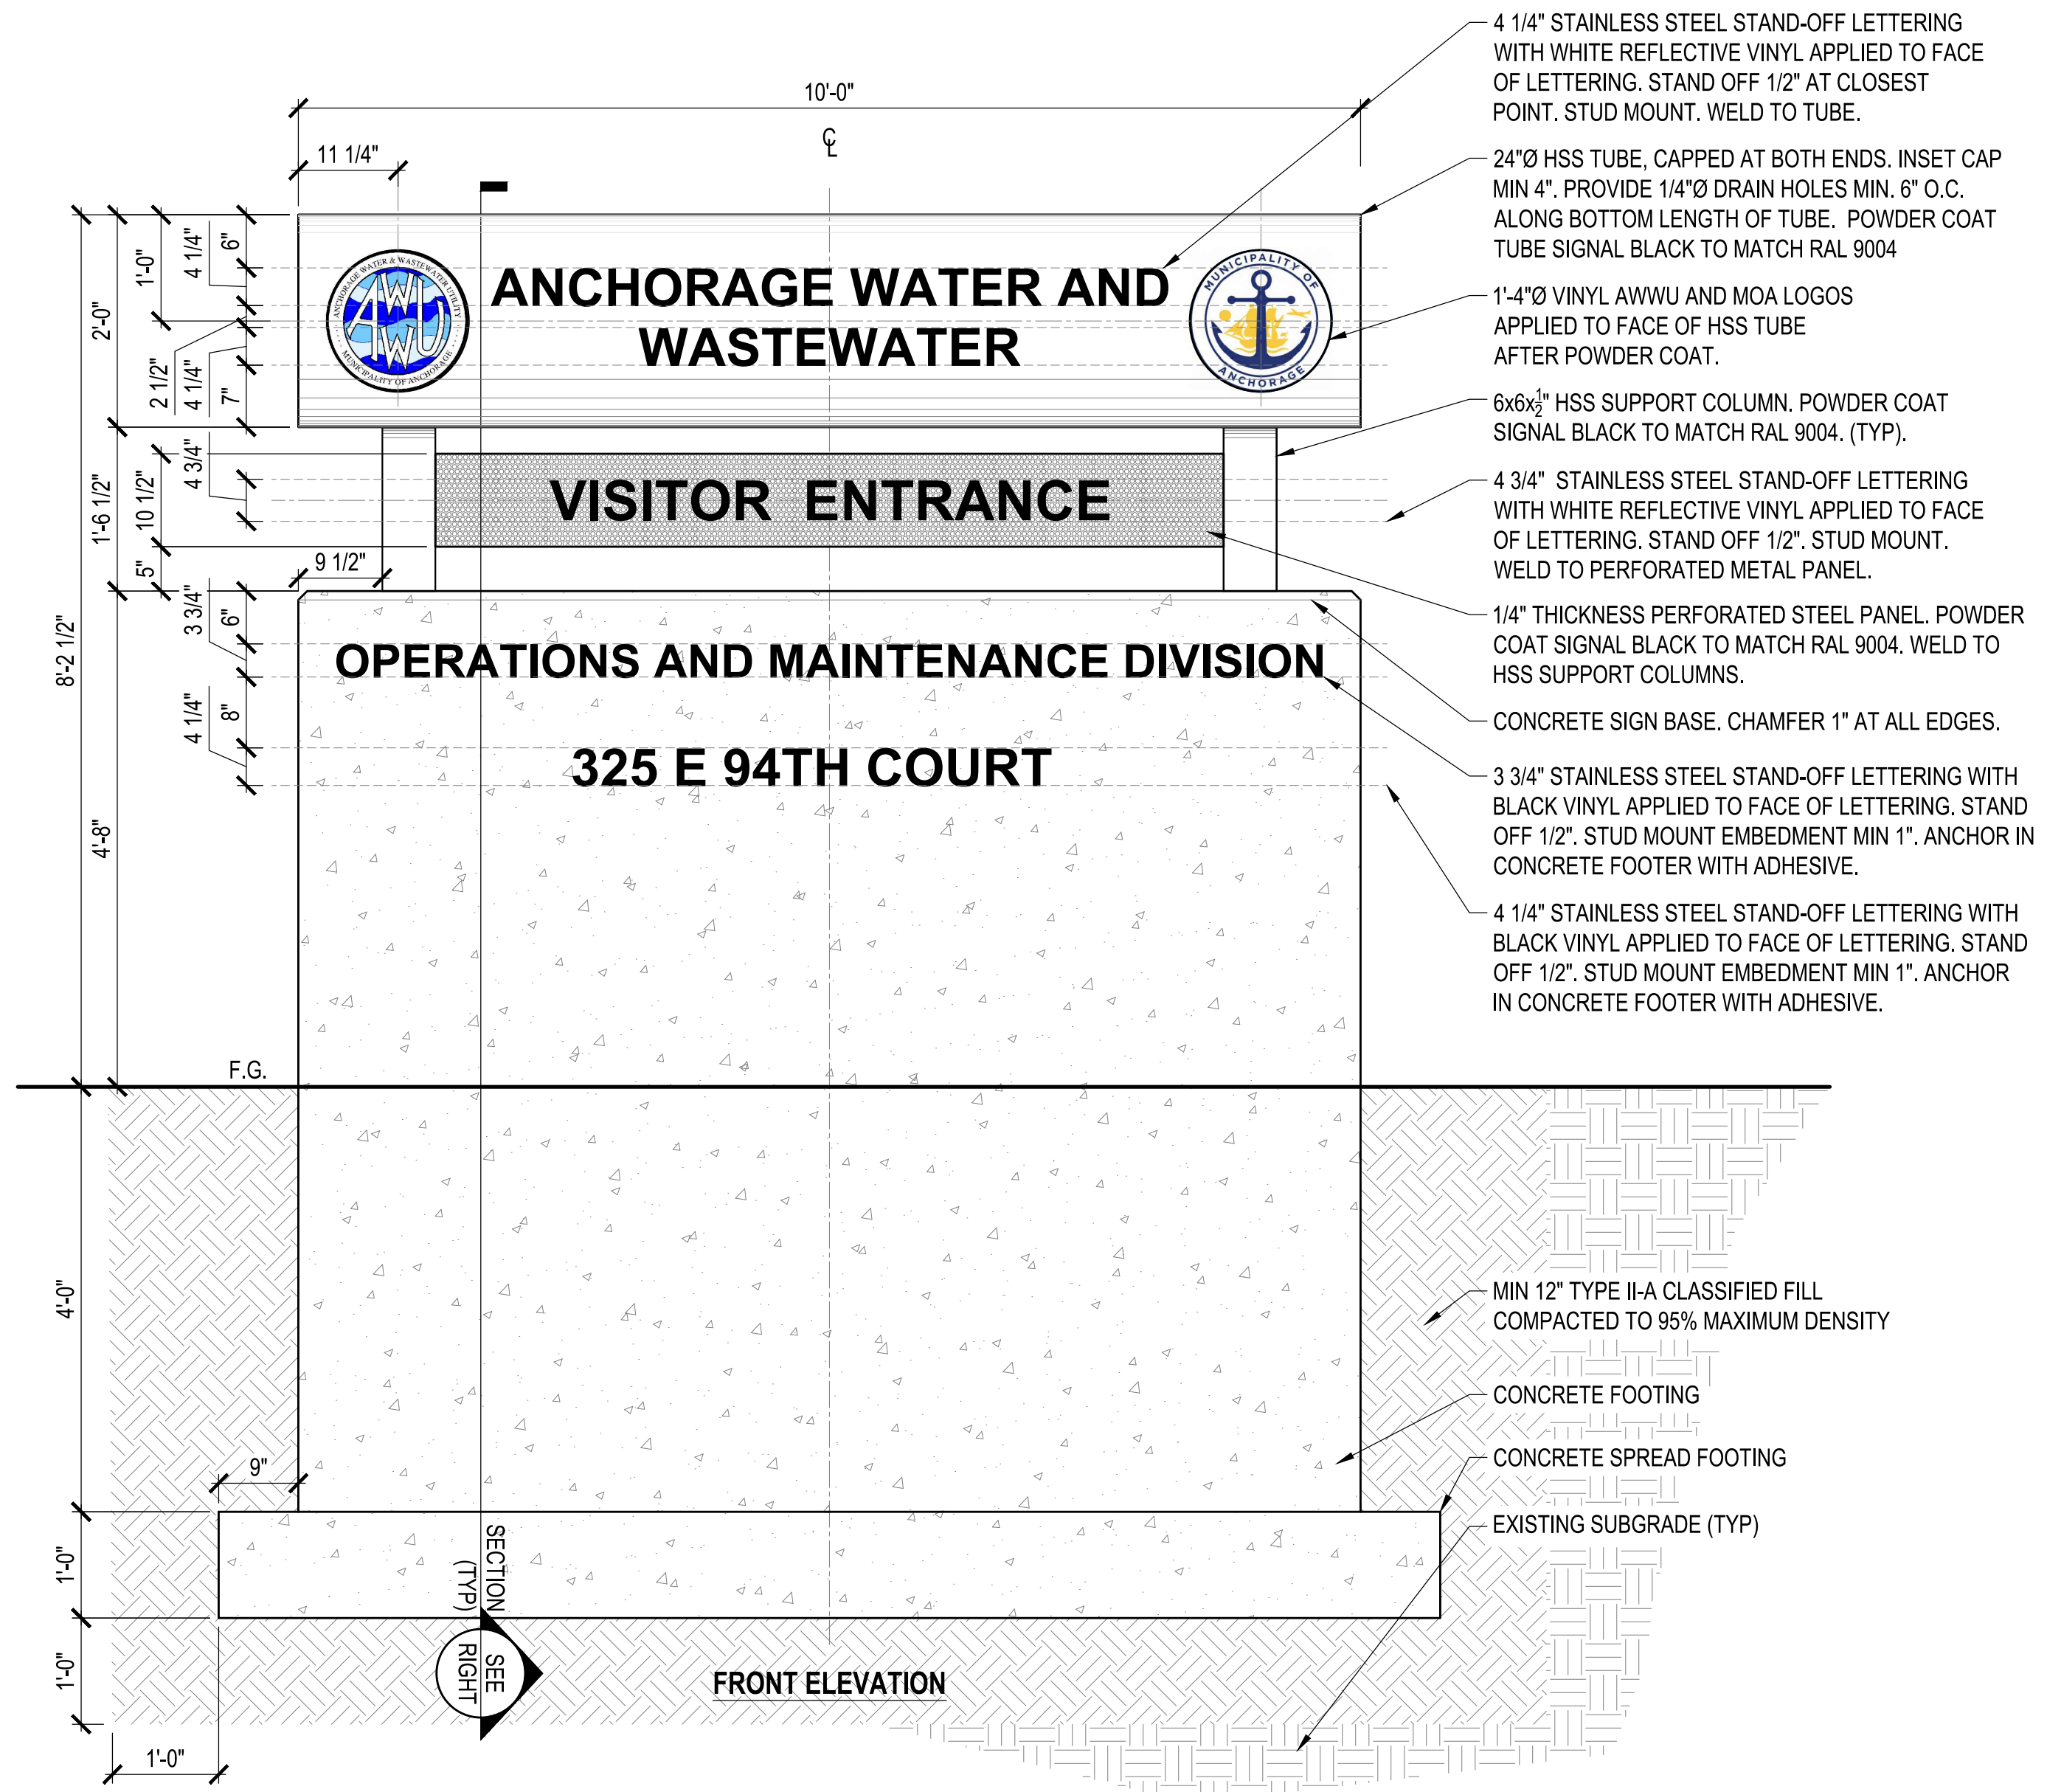 4 1/4" STAINLESS STEEL STAND-OFF LETTERING
WITH WHITE REFLECTIVE VINYL APPLIED TO FACE
OF LETTERING. STAND OFF 1/2" AT CLOSEST
POINT. STUD MOUNT. WELD TO TUBE.
24"Ø HSS TUBE, CAPPED AT BOTH ENDS. INSET CAP
MIN 4". PROVIDE 1/4"Ø DRAIN HOLES MIN. 6" O.C.
ALONG BOTTOM LENGTH OF TUBE. POWDER COAT
TUBE SIGNAL BLACK TO MATCH RAL 9004
1'-4"Ø VINYL AWWU AND MOA LOGOS
APPLIED TO FACE OF HSS TUBE
AFTER POWDER COAT.
6x6x1/2" HSS SUPPORT COLUMN. POWDER COAT
SIGNAL BLACK TO MATCH RAL 9004. (TYP).
4 3/4" STAINLESS STEEL STAND-OFF LETTERING
WITH WHITE REFLECTIVE VINYL APPLIED TO FACE
OF LETTERING. STAND OFF 1/2". STUD MOUNT.
WELD TO PERFORATED METAL PANEL.
1/4" THICKNESS PERFORATED STEEL PANEL. POWDER
COAT SIGNAL BLACK TO MATCH RAL 9004. WELD TO
HSS SUPPORT COLUMNS.
CONCRETE SIGN BASE. CHAMFER 1" AT ALL EDGES.
3 3/4" STAINLESS STEEL STAND-OFF LETTERING WITH
BLACK VINYL APPLIED TO FACE OF LETTERING. STAND
OFF 1/2". STUD MOUNT EMBEDMENT MIN 1". ANCHOR IN
CONCRETE FOOTER WITH ADHESIVE.
4 1/4" STAINLESS STEEL STAND-OFF LETTERING WITH
BLACK VINYL APPLIED TO FACE OF LETTERING. STAND
OFF 1/2". STUD MOUNT EMBEDMENT MIN 1". ANCHOR
IN CONCRETE FOOTER WITH ADHESIVE.
MIN 12" TYPE II-A CLASSIFIED FILL
COMPACTED TO 95% MAXIMUM DENSITY
CONCRETE FOOTING
CONCRETE SPREAD FOOTING
EXISTING SUBGRADE (TYP)
10'-0"
CL
11 1/4"
ANCHORAGE WATER & WASTEWATER UTILITY
AWWU
MUNICIPALITY OF ANCHORAGE
ANCHORAGE WATER AND
WASTEWATER
MUNICIPALITY OF
ANCHORAGE
VISITOR ENTRANCE
9 1/2"
OPERATIONS AND MAINTENANCE DIVISION
325 E 94TH COURT
8'-2 1/2"
2'-0"
1'-0"
4 1/4"
6"
2 1/2"
4 1/4"
7"
1'-6 1/2"
10 1/2"
4 3/4"
5"
3 3/4"
6"
4 1/4"
8"
4'-8"
F.G.
4'-0"
9"
1'-0"
1'-0"
1'-0"
SECTION
(TYP)
SEE
RIGHT
FRONT ELEVATION